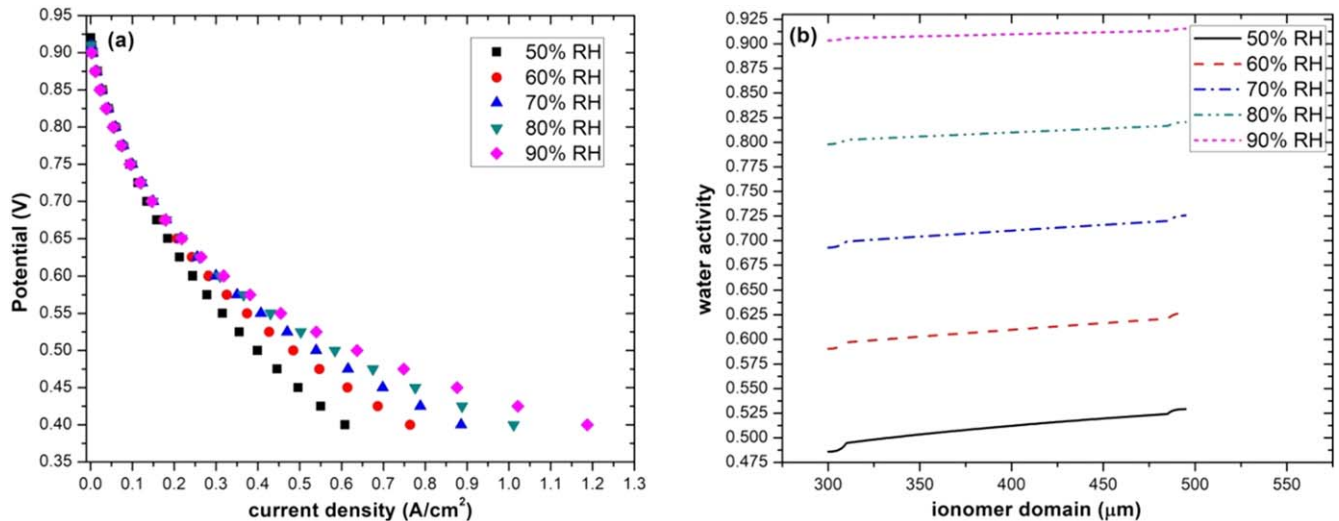 (a)
50% RH
60% RH
70% RH
80% RH
90% RH
0.95
0.90
0.85
0.80
0.75
0.70
0.65
0.60
0.55
0.50
0.45
0.40
0.35
Potential (V)
0.0 0.1 0.2 0.3 0.4 0.5 0.6 0.7 0.8 0.9 1.0 1.1 1.2 1.3
current density (A/cm²)
(b)
50% RH
60% RH
70% RH
80% RH
90% RH
0.925
0.900
0.875
0.850
0.825
0.800
0.775
0.750
0.725
0.700
0.675
0.650
0.625
0.600
0.575
0.550
0.525
0.500
0.475
water activity
300 350 400 450 500 550
ionomer domain (μm)